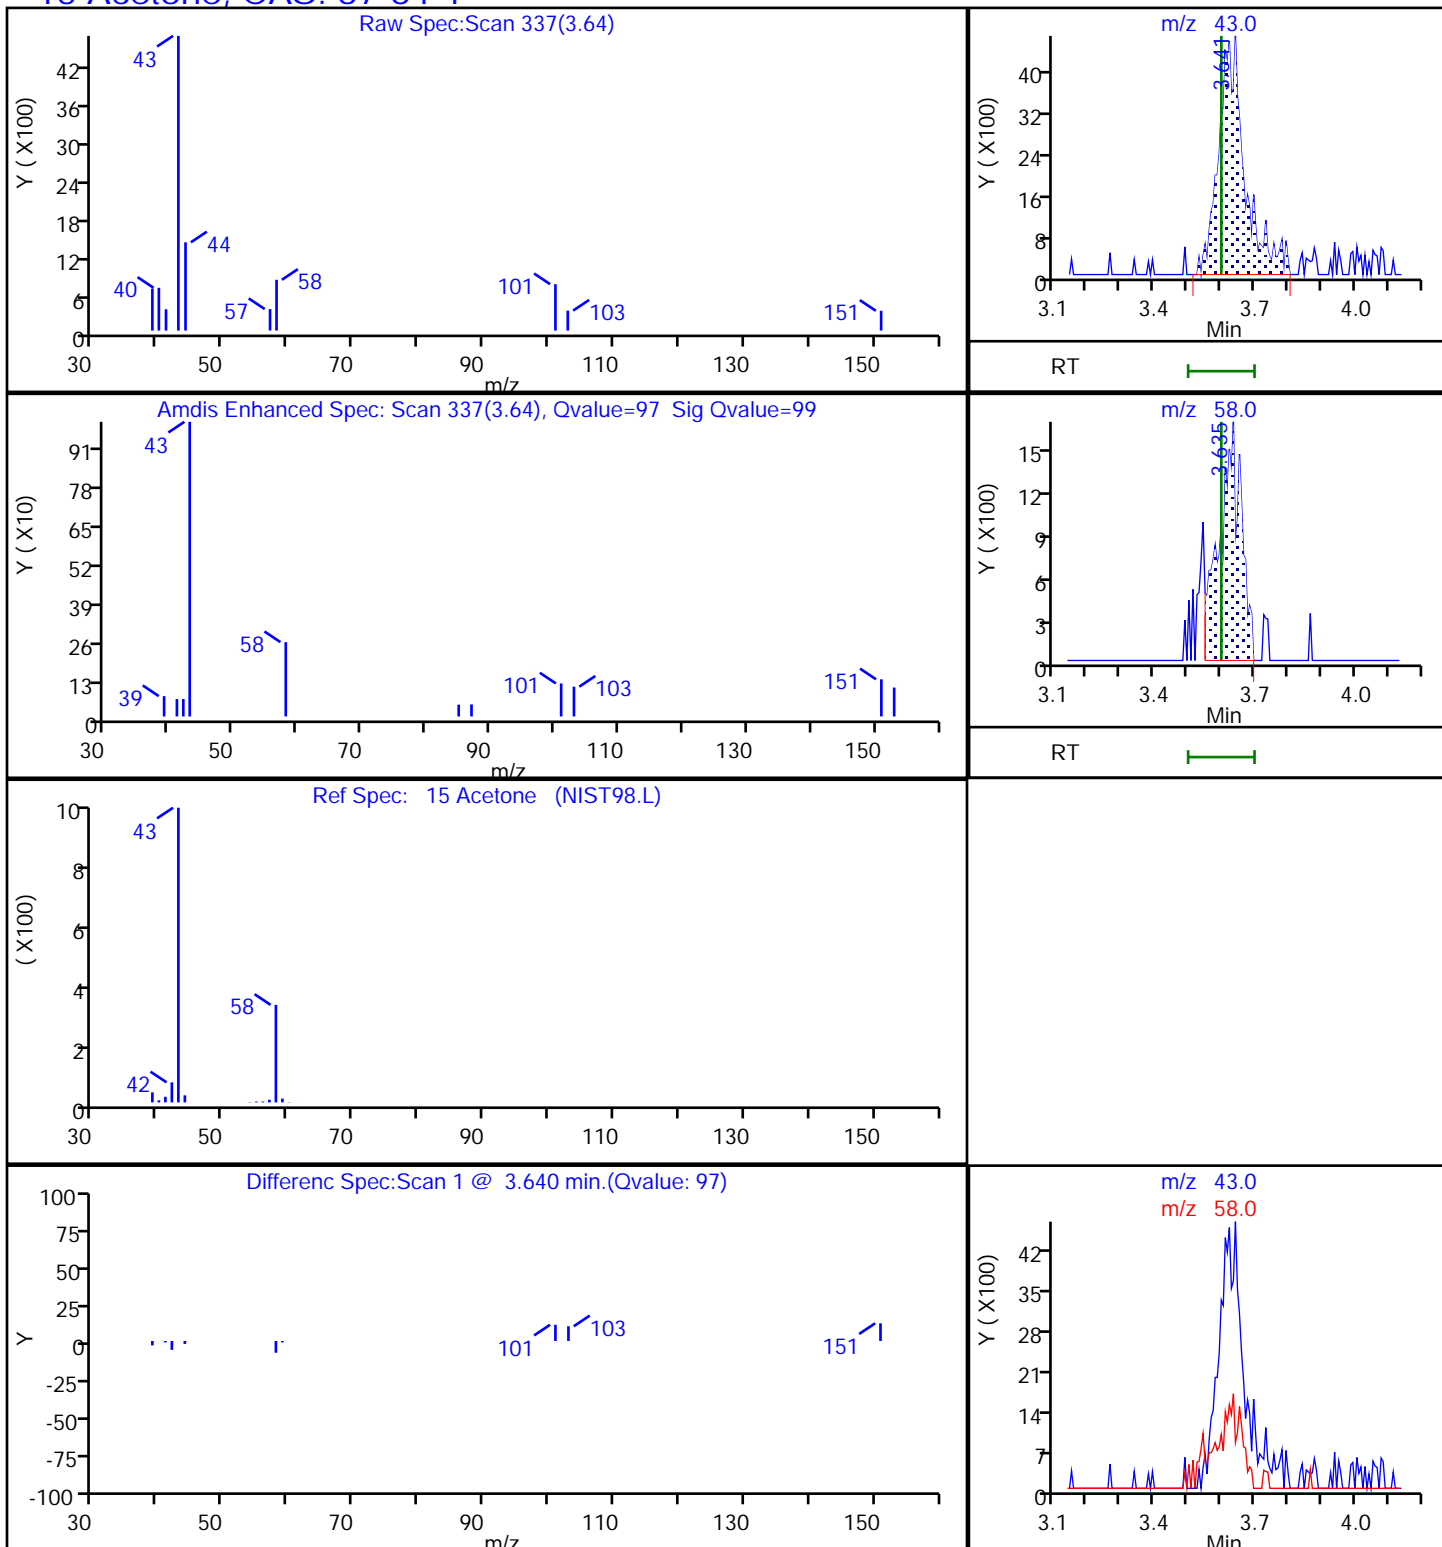 Raw Spec:Scan 337(3.64)
Y ( X100)
42
36
30
24
18
12
6
0
43
44
40
57
58
101
103
151
30 50 70 90 110 130 150
m/z
m/z 43.0
Y ( X100)
40
32
24
16
8
0
3.641
3.1 3.4 3.7 4.0
Min
RT
Amdis Enhanced Spec: Scan 337(3.64), Qvalue=97 Sig Qvalue=99
Y ( X10)
91
78
65
52
39
26
13
0
43
58
39
101
103
151
30 50 70 90 110 130 150
m/z
m/z 58.0
Y ( X100)
15
12
9
6
3
0
3.635
3.1 3.4 3.7 4.0
Min
RT
Ref Spec: 15 Acetone (NIST98.L)
( X100)
10
8
6
4
2
0
43
58
42
30 50 70 90 110 130 150
Differenc Spec:Scan 1 @ 3.640 min.(Qvalue: 97)
Y
100
75
50
25
0
-25
-50
-75
-100
101
103
151
30 50 70 90 110 130 150
m/z
m/z 43.0
m/z 58.0
Y ( X100)
42
35
28
21
14
7
0
3.1 3.4 3.7 4.0
Min